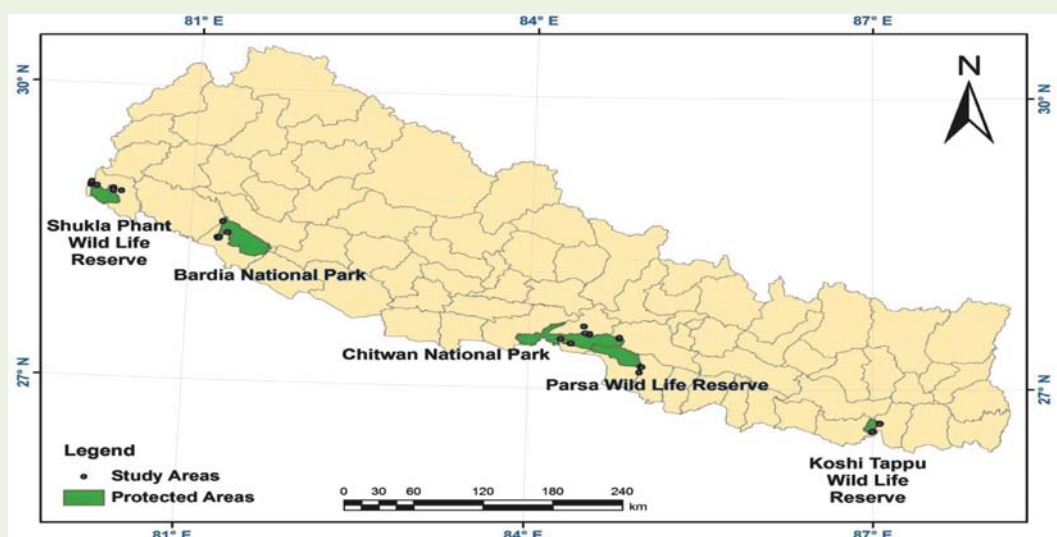 81° E 84° E 87° E
30° N
30° N
N
Shukla Phant
Wild Life
Reserve
Bardia National Park
Chitwan National Park
Parsa Wild Life Reserve
27° N
27° N
Koshi Tappu
Wild Life
Reserve
Legend
Study Areas
Protected Areas
0 30 60 120 180 240
km
81° E 84° E 87° E